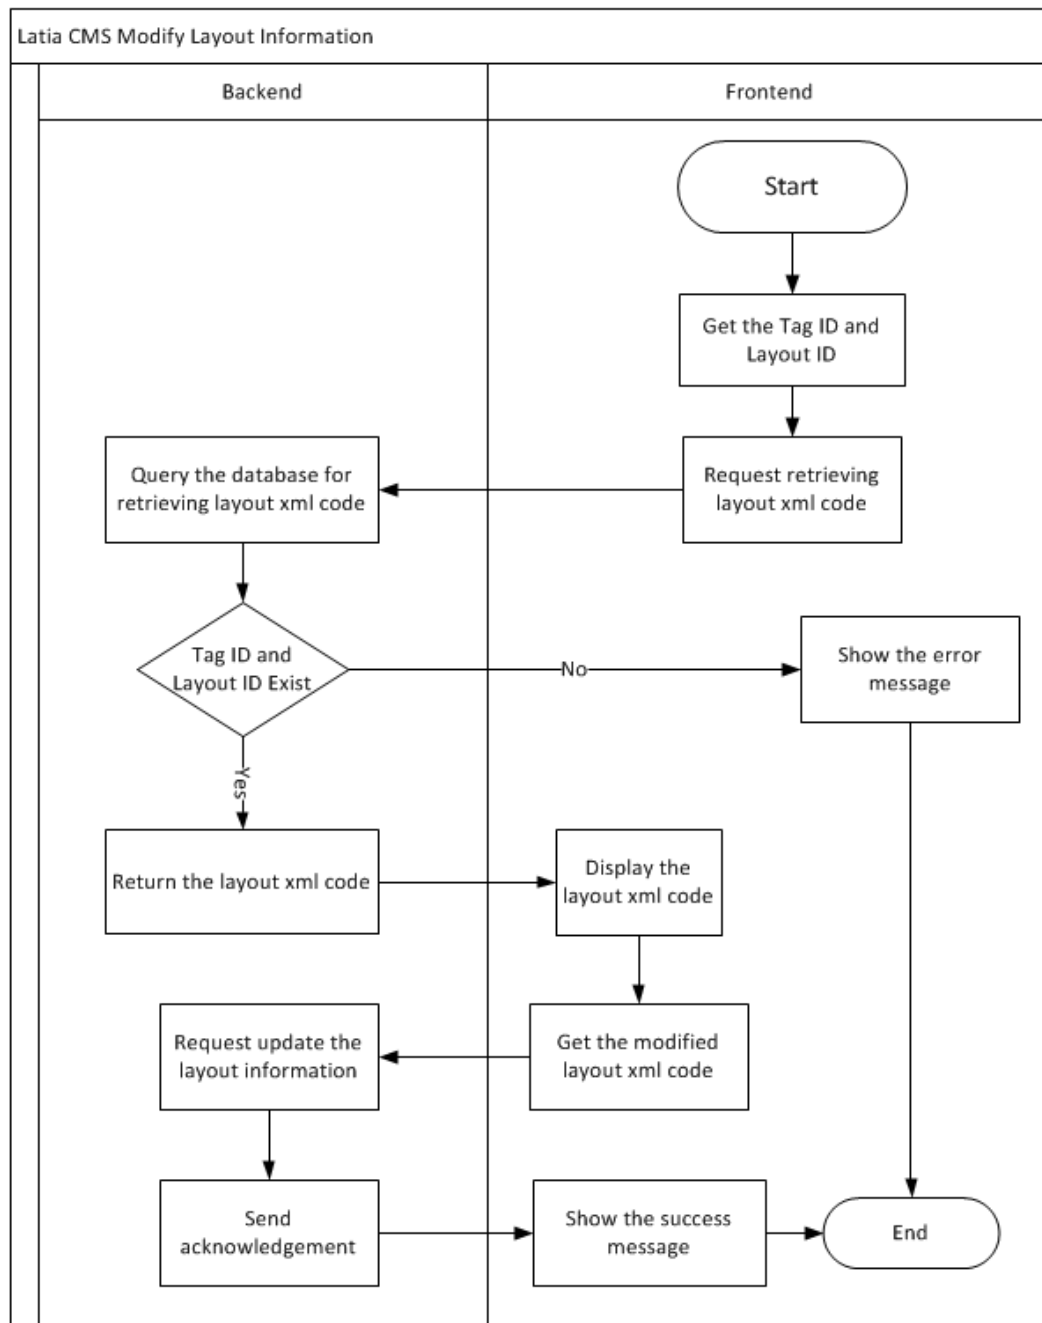 Latia CMS Modify Layout Information
Backend
Frontend
Start
Get the Tag ID and
Layout ID
Request retrieving
layout xml code
Query the database for
retrieving layout xml code
Tag ID and
Layout ID Exist
No
Show the error
message
Yes
Return the layout xml code
Display the
layout xml code
Get the modified
layout xml code
Request update the
layout information
Send
acknowledgement
Show the success
message
End